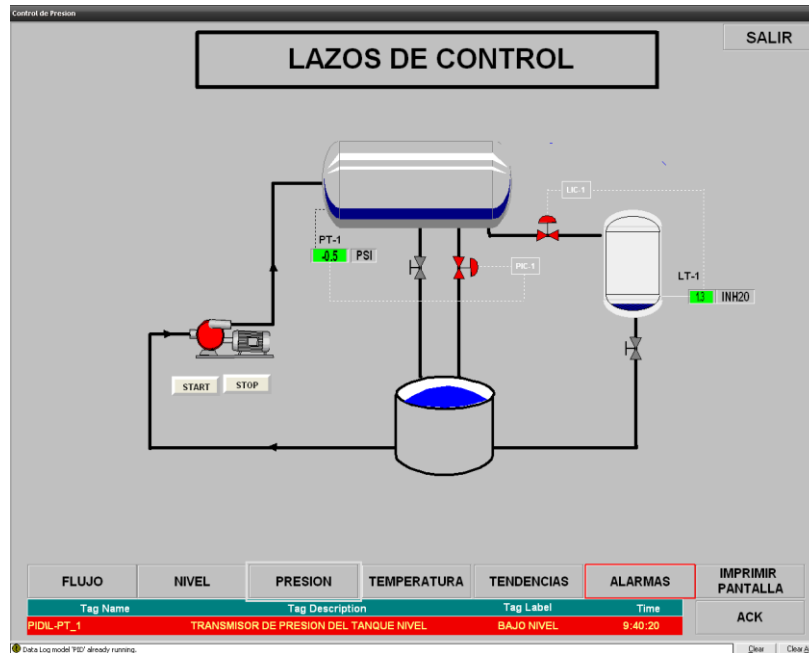 Control de Presion
SALIR
LAZOS DE CONTROL
LIC-1
PT-1
-0.5 PSI
PIC-1
LT-1
13 INH20
START STOP
FLUJO NIVEL PRESION TEMPERATURA TENDENCIAS ALARMAS IMPRIMIR PANTALLA
Tag Name Tag Description Tag Label Time
PIDIL-PT_1 TRANSMISOR DE PRESION DEL TANQUE NIVEL BAJO NIVEL 9:40:20
ACK
Data Log model 'PID' already running.
Clear Clear